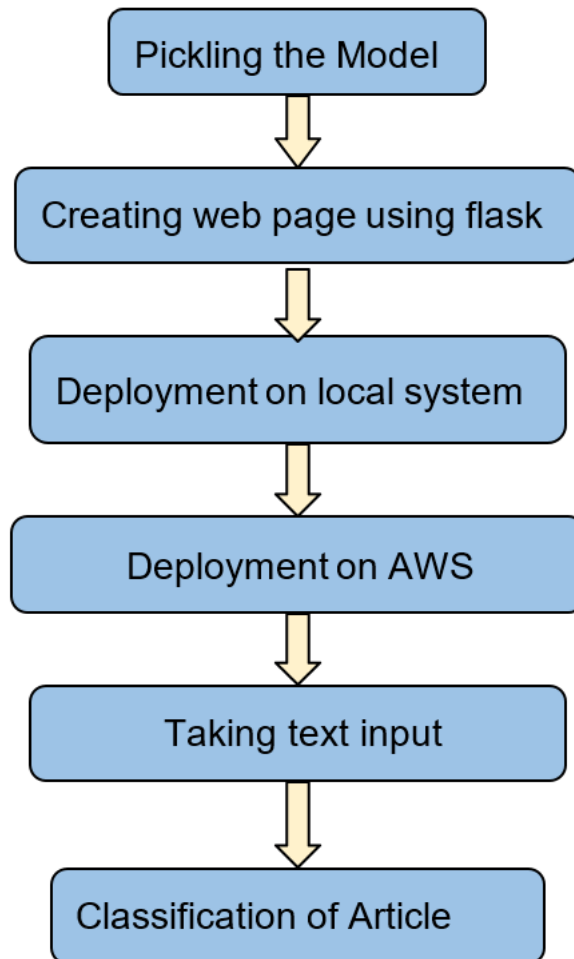 Pickling the Model
Creating web page using flask
Deployment on local system
Deployment on AWS
Taking text input
Classification of Article